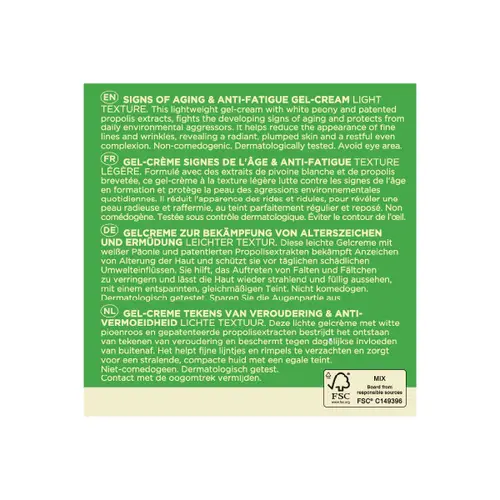 EN SIGNS OF AGING & ANTI-FATIGUE GEL-CREAM LIGHT
TEXTURE. This lightweight gel-cream with white peony and patented
propolis extracts, fights the developing signs of aging and protects from
daily environmental aggressors. It helps reduce the appearance of fine
lines and wrinkles, revealing a radiant, plumped skin and a restful even
complexion. Non-comedogenic. Dermatologically tested. Avoid eye area.
FR GEL-CRÈME SIGNES DE L'ÂGE & ANTI-FATIGUE TEXTURE
LÉGÈRE. Formulé avec des extraits de pivoine blanche et de propolis
brevetée, ce gel-crème à la texture légère lutte contre les signes de l'âge
en formation et protège la peau des agressions environnementales
quotidiennes. Il réduit l'apparence des rides et ridules, pour révéler une
peau radieuse et raffermie, au teint parfaitement régulier et reposé. Non
comédogène. Testée sous contrôle dermatologique. Éviter le contour de l'œil.
DE GELCREME ZUR BEKÄMPFUNG VON ALTERSZEICHEN
UND ERMÜDUNG LEICHTER TEXTUR. Diese leichte Gelcreme mit
weißer Päonie und patentierten Propolisextrakten bekämpft Anzeichen
von Alterung der Haut und schützt sie vor täglichen schädlichen
Umwelteinflüssen. Sie hilft, das Auftreten von Falten und Fältchen
zu verringern und lässt die Haut wieder strahlend und füllig aussehen,
mit einem entspannten, gleichmäßigen Teint. Nicht komedogen.
Dermatologisch getestet. Sparen Sie die Augenpartie aus.
NL GEL-CREME TEKENS VAN VEROUDERING & ANTI-
VERMOEIDHEID LICHTE TEXTUUR. Deze lichte gelcrème met witte
pioenroos en gepatenteerde propolisextracten bestrijdt het ontstaan
van tekenen van veroudering en beschermt tegen dagelijkse invloeden
van buitenaf. Het helpt fijne lijntjes en rimpels te verzachten en zorgt
voor een stralende, compacte huid met een egale teint.
Niet-comedogeen. Dermatologisch getest.
Contact met de oogomtrek vermijden.
FSC
MIX
Board from
responsible sources
FSC® C149396